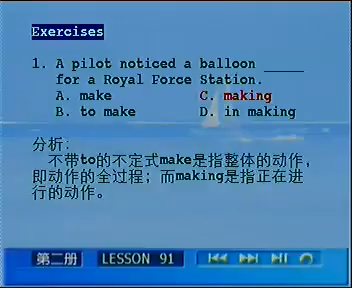 Exercises
1. A pilot noticed a balloon _____
for a Royal Force Station.
A. make C. making
B. to make D. in making
分析：
不带to的不定式make是指整体的动作，
即动作的全过程；而making是指正在进
行的动作。
第二册 LESSON 91